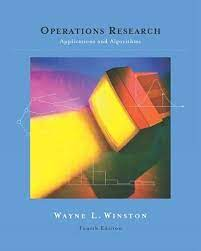 OPERATIONS RESEARCH
Applications and Algorithms
WAYNE L. WINSTON
Fourth Edition